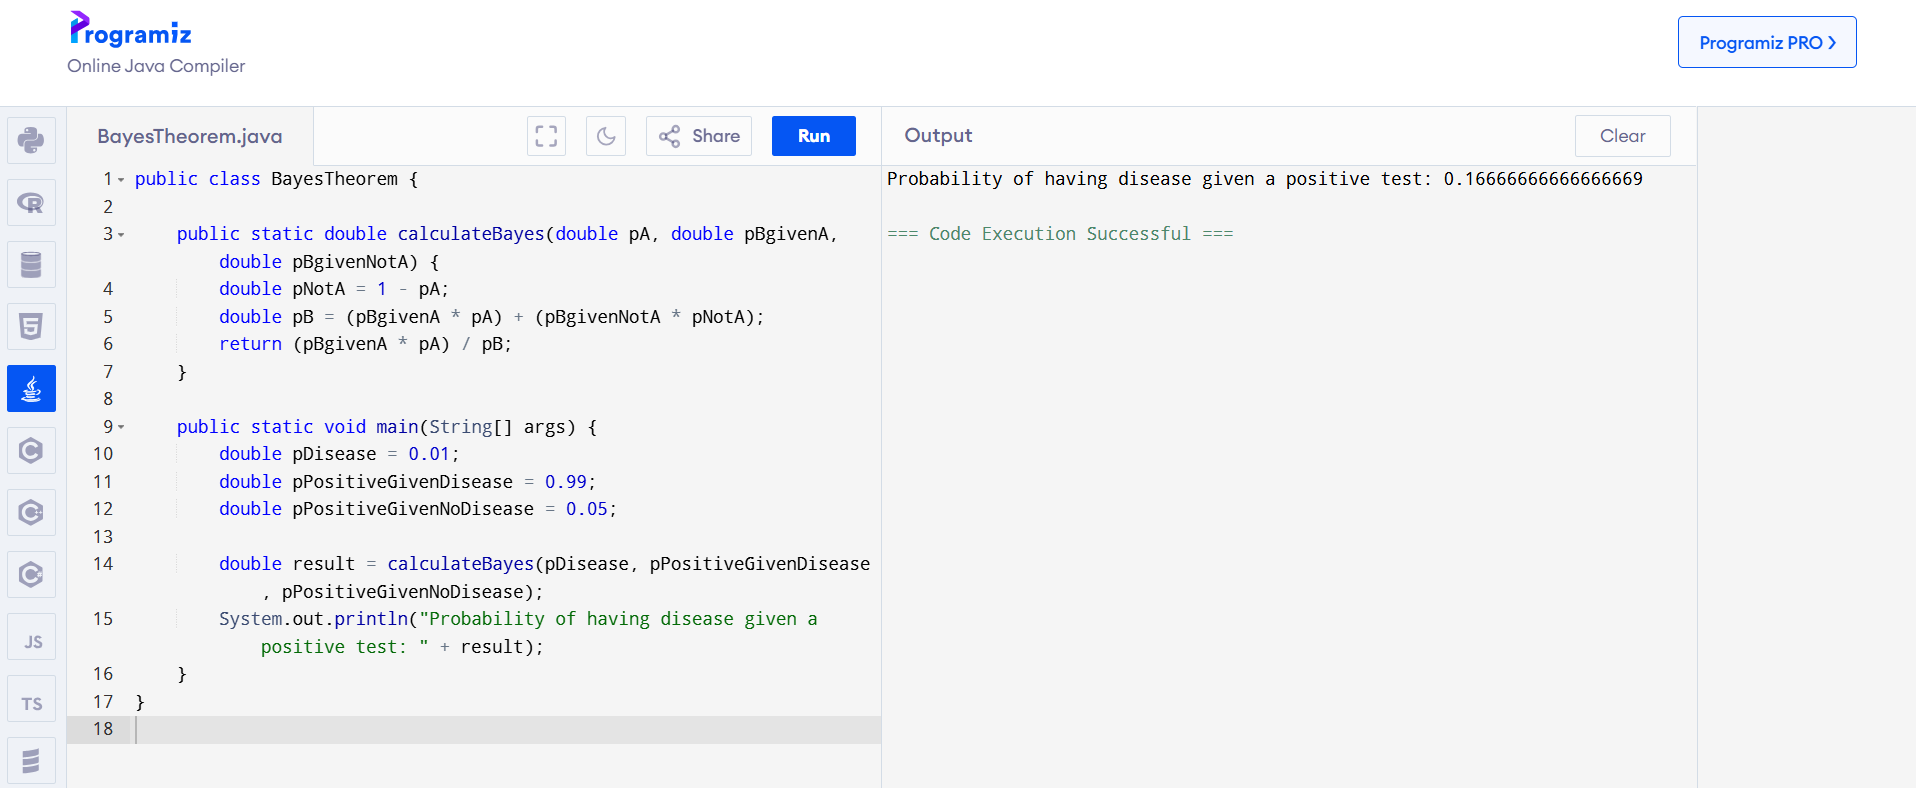 Programiz
Online Java Compiler
Programiz PRO
BayesTheorem.java
Share
Run
Output
Clear
1 public class BayesTheorem {
2
3 public static double calculateBayes(double pA, double pBgivenA,
double pBgivenNotA) {
4 double pNotA = 1 - pA;
5 double pB = (pBgivenA * pA) + (pBgivenNotA * pNotA);
6 return (pBgivenA * pA) / pB;
7 }
8
9 public static void main(String[] args) {
10 double pDisease = 0.01;
11 double pPositiveGivenDisease = 0.99;
12 double pPositiveGivenNoDisease = 0.05;
13
14 double result = calculateBayes(pDisease, pPositiveGivenDisease
, pPositiveGivenNoDisease);
15 System.out.println("Probability of having disease given a
positive test: " + result);
16 }
17 }
18
Probability of having disease given a positive test: 0.16666666666666669
=== Code Execution Successful ===
R
5
C
C
C
JS
TS